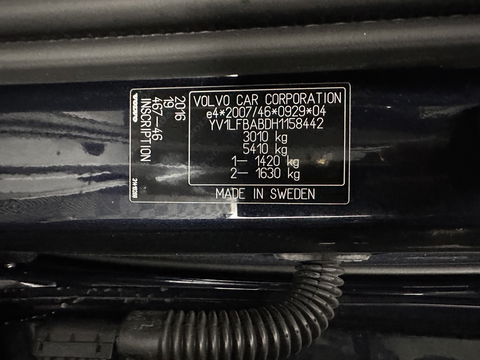 VOLVO
2016
19
467-46
INSCRIPTION
VOLVO CAR CORPORATION
e4*2007/46*0929*04
YV1LFBABDH1158442
3010 kg
5410 kg
1– 1420 kg
2– 1630 kg
MADE IN SWEDEN